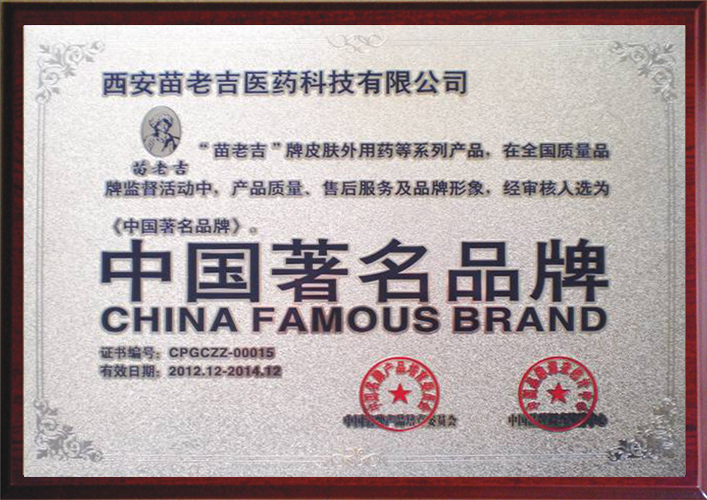 西安苗老吉医药科技有限公司
苗老吉
“苗老吉”牌皮肤外用药等系列产品，在全国质量品
牌监督活动中，产品质量、售后服务及品牌形象，经审核入选为
《中国著名品牌》。
中国著名品牌
CHINA FAMOUS BRAND
证书编号：CPGCZZ-00015
有效日期：2012.12-2014.12